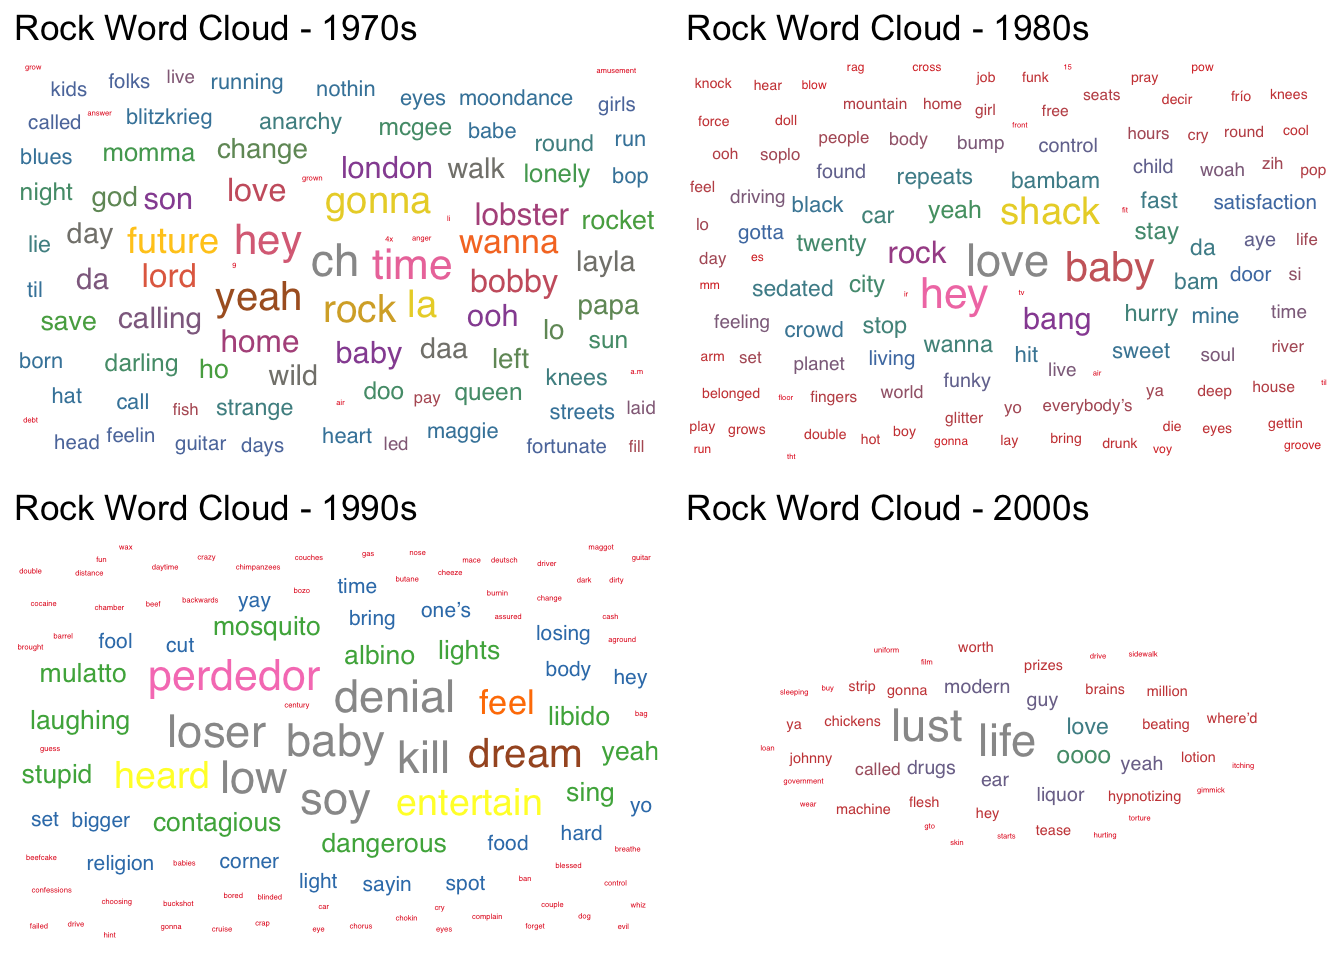 Rock Word Cloud - 1970s
grow
amusement
kids folks live running nothin eyes moondance girls
called answer blitzkrieg anarchy mcgee babe round run
blues momma change london walk lonely bop
night god son love grown gonna lobster rocket
lie day future hey ch 4x anger time li wanna layla
til da lord 9 yeah rock la bobby papa
save calling home ooh lo sun
born darling ho wild baby daa left knees a.m
hat call fish strange air doo pay queen streets laid
debt head feelin guitar days heart led maggie fortunate fill
Rock Word Cloud - 1980s
rag cross job funk 15 pray pow
knock hear blow mountain home girl free seats decir frío knees
force doll people body bump front control hours cry round cool
ooh soplo found repeats bambam child woah zih pop
feel driving black car yeah shack fit fast satisfaction
lo gotta twenty rock love baby stay da aye life
day es sedated city ir hey tv bam door si
mm feeling crowd stop wanna bang hurry mine time
arm set planet living funky hit live air sweet soul river
belonged floor fingers world glitter yo everybody's ya deep house til
play grows double hot boy gonna lay bring drunk die eyes gettin
run tht voy groove
Rock Word Cloud - 1990s
wax fun crazy couches gas nose mace deutsch maggot guitar
double distance daytime chimpanzees time butane cheeze driver dark dirty
cocaine chamber beef backwards yay bozo bring one's burnin change
brought barrel fool cut mosquito albino lights assured losing cash aground
mulatto perdedor denial feel body hey
laughing loser century baby kill libido bag
guess stupid heard low dream yeah
set bigger contagious soy entertain sing yo
beefcake religion babies corner dangerous food hard breathe
confessions light sayin spot ban blessed control
choosing buckshot bored blinded car cry couple whiz
failed drive hint gonna cruise crap eye chorus chokin eyes complain forget dog evil
Rock Word Cloud - 2000s
uniform film worth prizes drive sidewalk
sleeping buy strip gonna modern guy brains million
ya chickens lust life love beating where'd
loan johnny called drugs oooo yeah lotion itching
government ear liquor hypnotizing gimmick
wear machine flesh hey tease torture
gto skin starts hurting